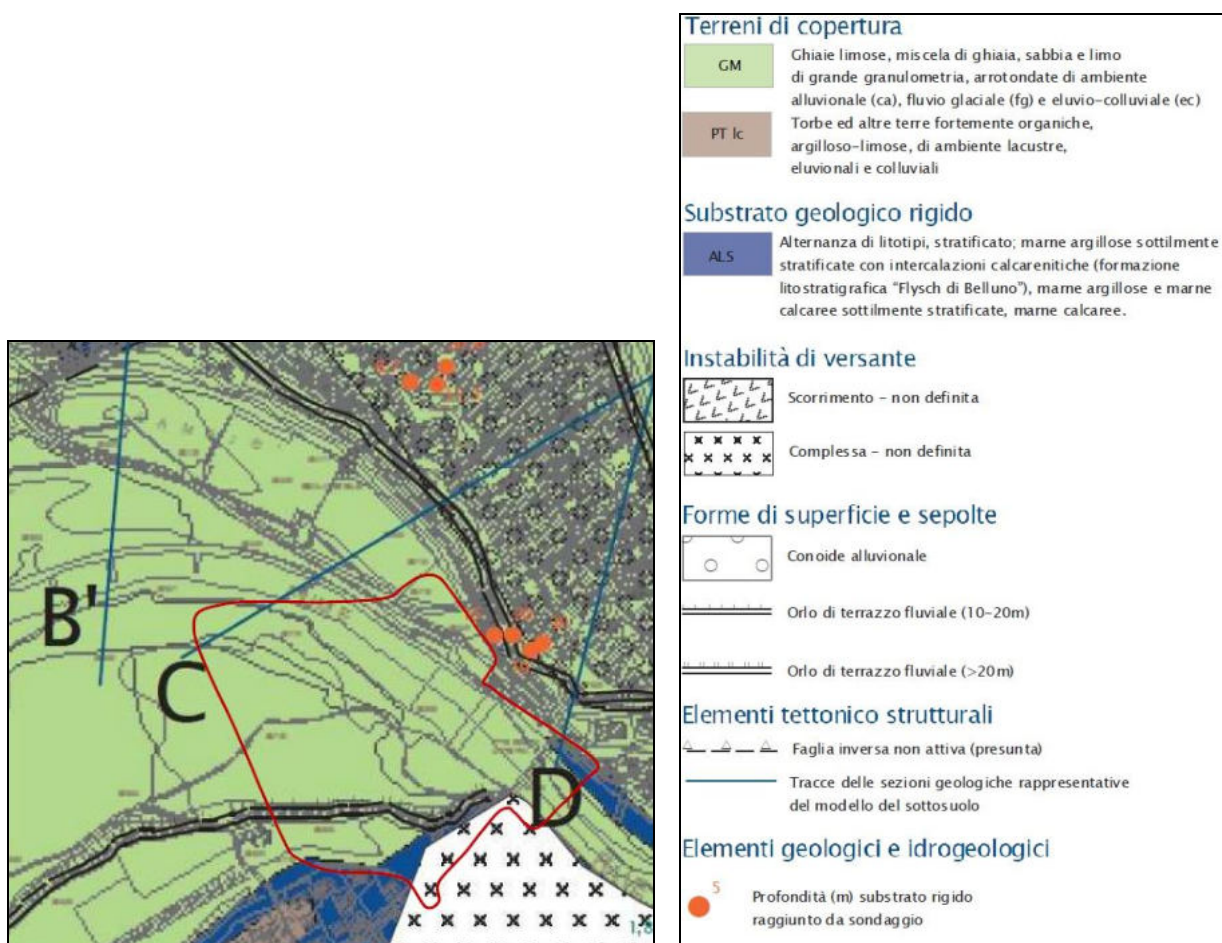 B'
C
D
1,8
Terreni di copertura
GM
Ghiaie limose, miscela di ghiaia, sabbia e limo
di grande granulometria, arrotondate di ambiente
alluvionale (ca), fluvio glaciale (fg) e eluvio-colluviale (ec)
PT lc
Torbe ed altre terre fortemente organiche,
argilloso-limose, di ambiente lacustre,
eluvionali e colluviali
Substrato geologico rigido
ALS
Alternanza di litotipi, stratificato; marne argillose sottilmente
stratificate con intercalazioni calcarenitiche (formazione
litostratigrafica "Flysch di Belluno"), marne argillose e marne
calcaree sottilmente stratificate, marne calcaree.
Instabilità di versante
Scorrimento - non definita
Complessa - non definita
Forme di superficie e sepolte
Conoide alluvionale
Orlo di terrazzo fluviale (10-20m)
Orlo di terrazzo fluviale (>20m)
Elementi tettonico strutturali
Faglia inversa non attiva (presunta)
Tracce delle sezioni geologiche rappresentative
del modello del sottosuolo
Elementi geologici e idrogeologici
5
Profondità (m) substrato rigido
raggiunto da sondaggio